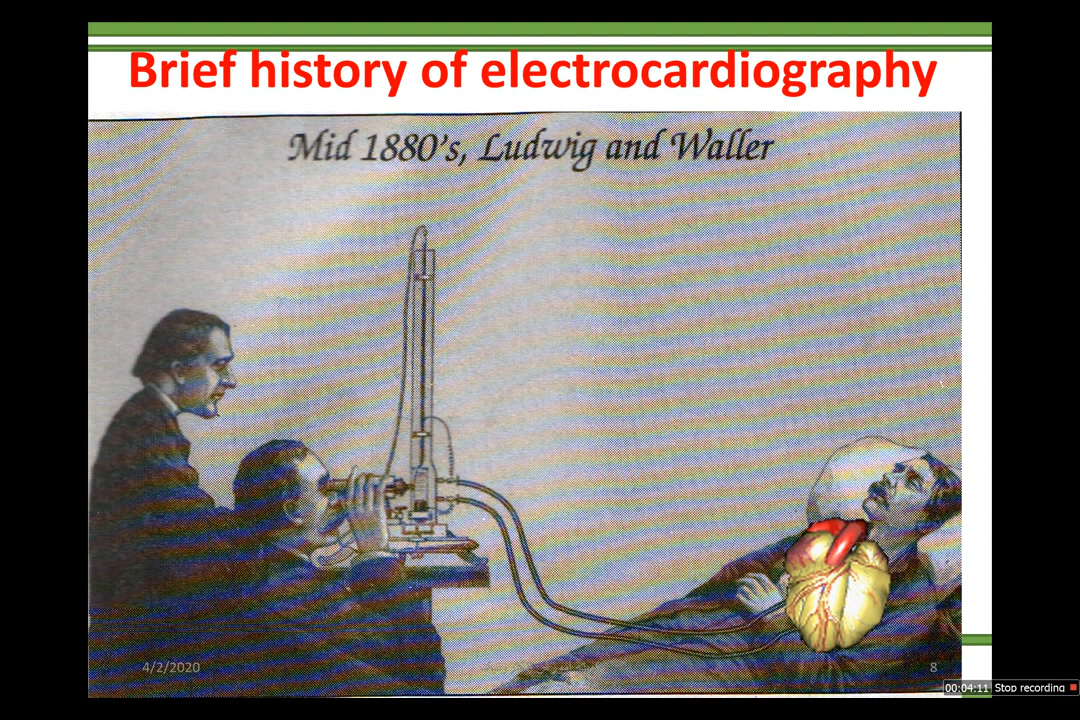 Brief history of electrocardiography
Mid 1880's, Ludwig and Waller
4/2/2020
8
00:04:11 Stop recording